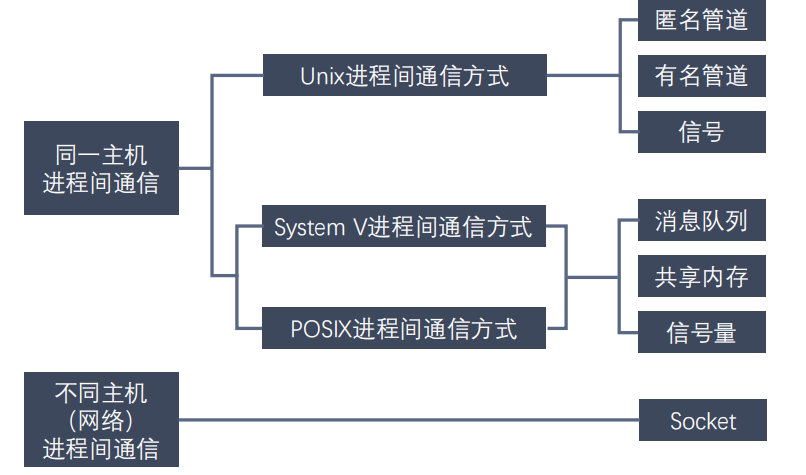 匿名管道
Unix进程间通信方式
有名管道
信号
同一主机
进程间通信
System V进程间通信方式
消息队列
共享内存
POSIX进程间通信方式
信号量
不同主机
（网络）
进程间通信
Socket